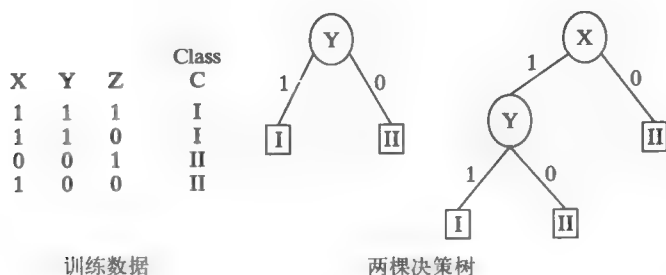 Class
X Y Z C
1 1 1 I
1 1 0 I
0 0 1 II
1 0 0 II
训练数据
Y
1 0
I II
X
1 0
Y II
1 0
I II
两棵决策树